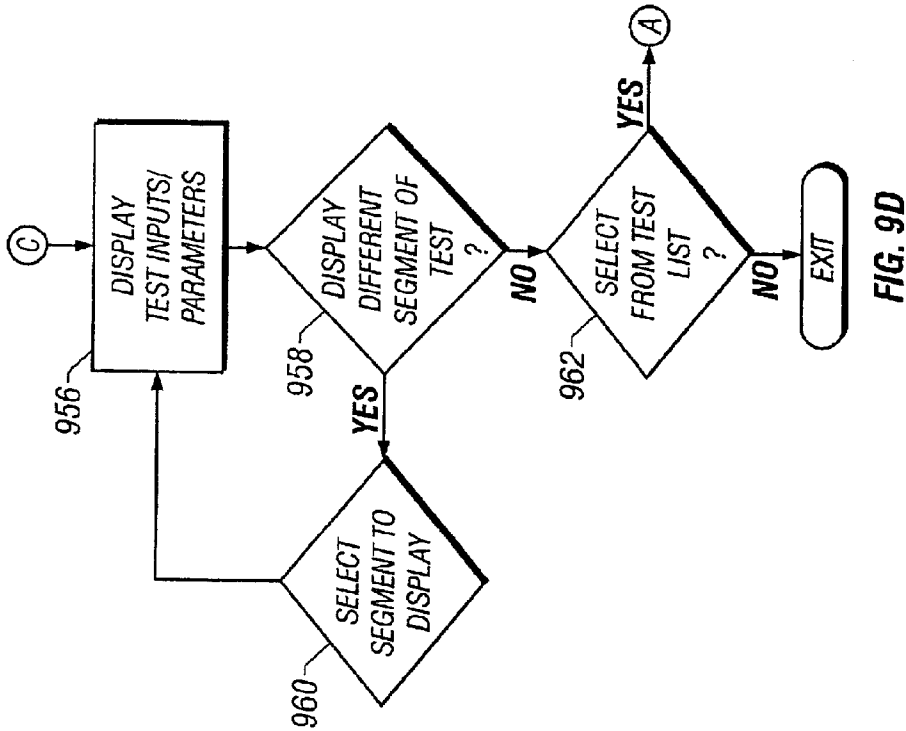 C
956
DISPLAY
TEST INPUTS/
PARAMETERS
958
DISPLAY
DIFFERENT
SEGMENT OF
TEST
?
YES
NO
960
SELECT
SEGMENT TO
DISPLAY
962
SELECT
FROM TEST
LIST
?
YES
A
NO
EXIT
FIG. 9D